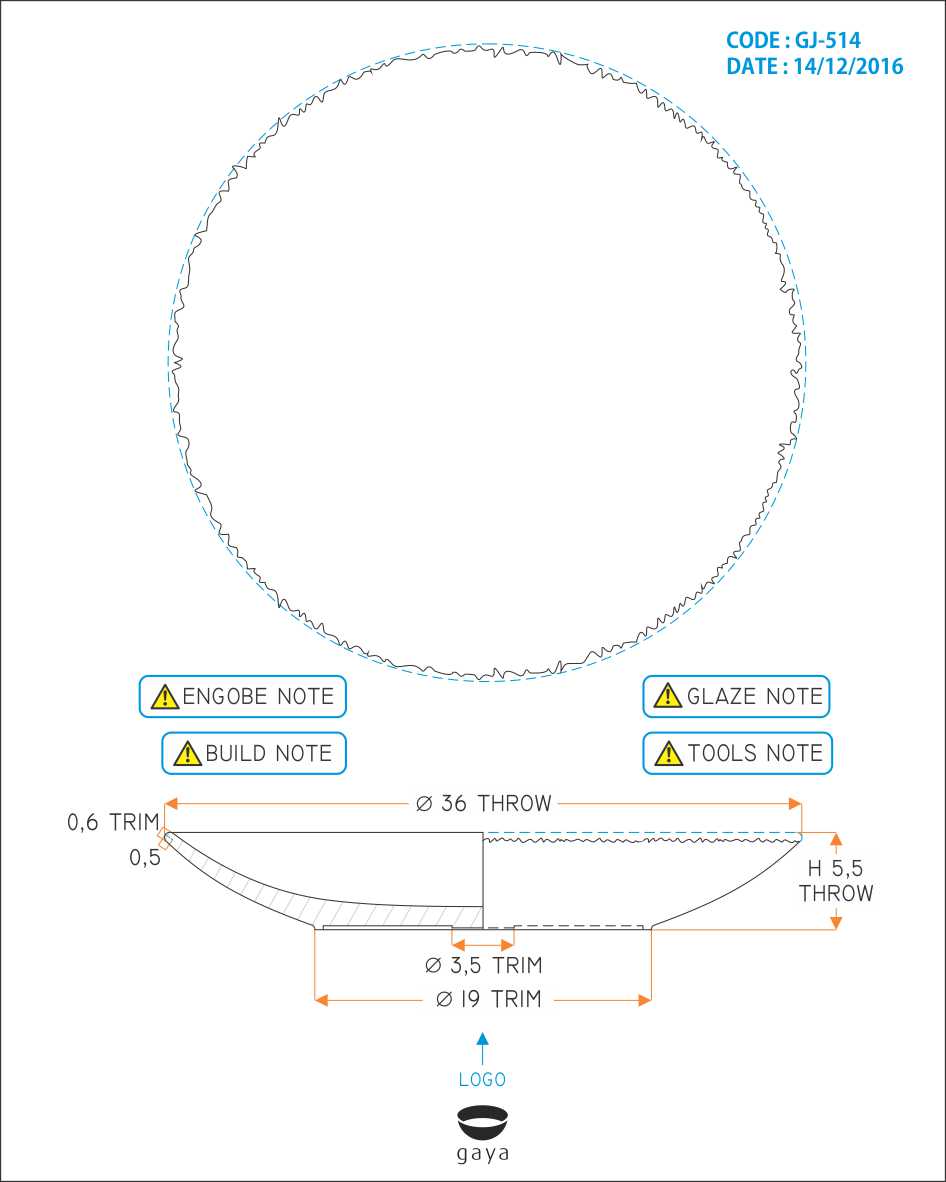 CODE : GJ-514
DATE : 14/12/2016
ENGOBE NOTE
GLAZE NOTE
BUILD NOTE
TOOLS NOTE
Ø 36 THROW
0,6 TRIM
0,5
H 5,5
THROW
Ø 3,5 TRIM
Ø 19 TRIM
LOGO
gaya